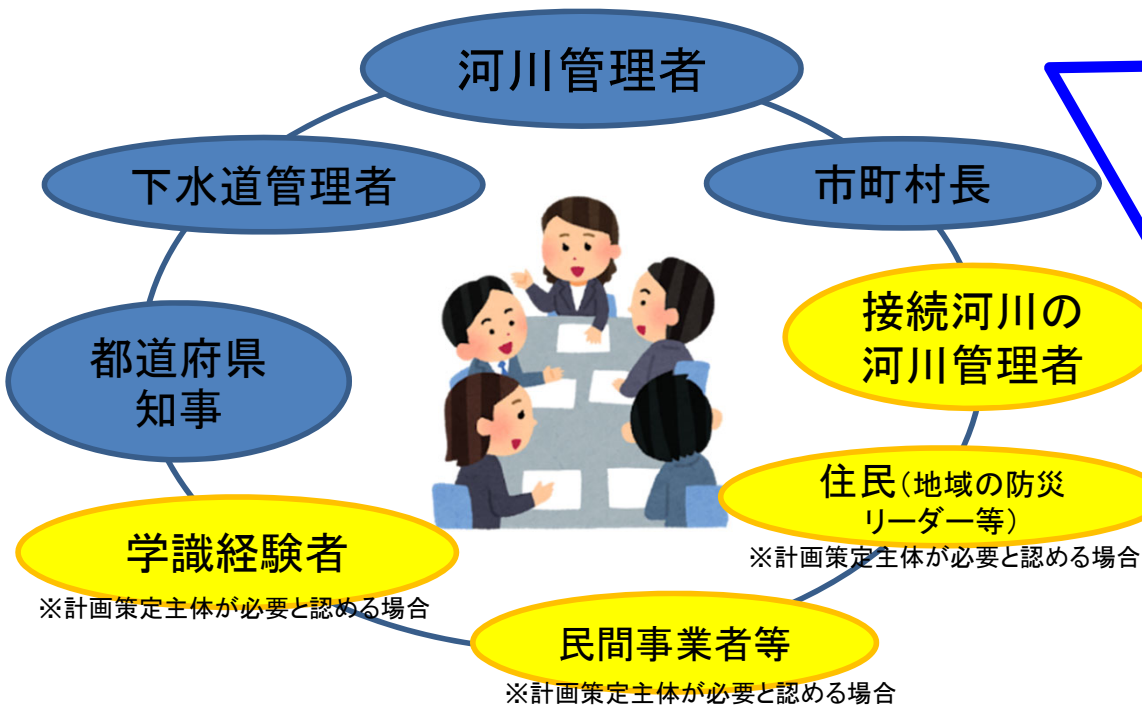 河川管理者
下水道管理者
市町村長
都道府県
知事
接続河川の
河川管理者
住民(地域の防災
リーダー等)
※計画策定主体が必要と認める場合
学識経験者
※計画策定主体が必要と認める場合
民間事業者等
※計画策定主体が必要と認める場合